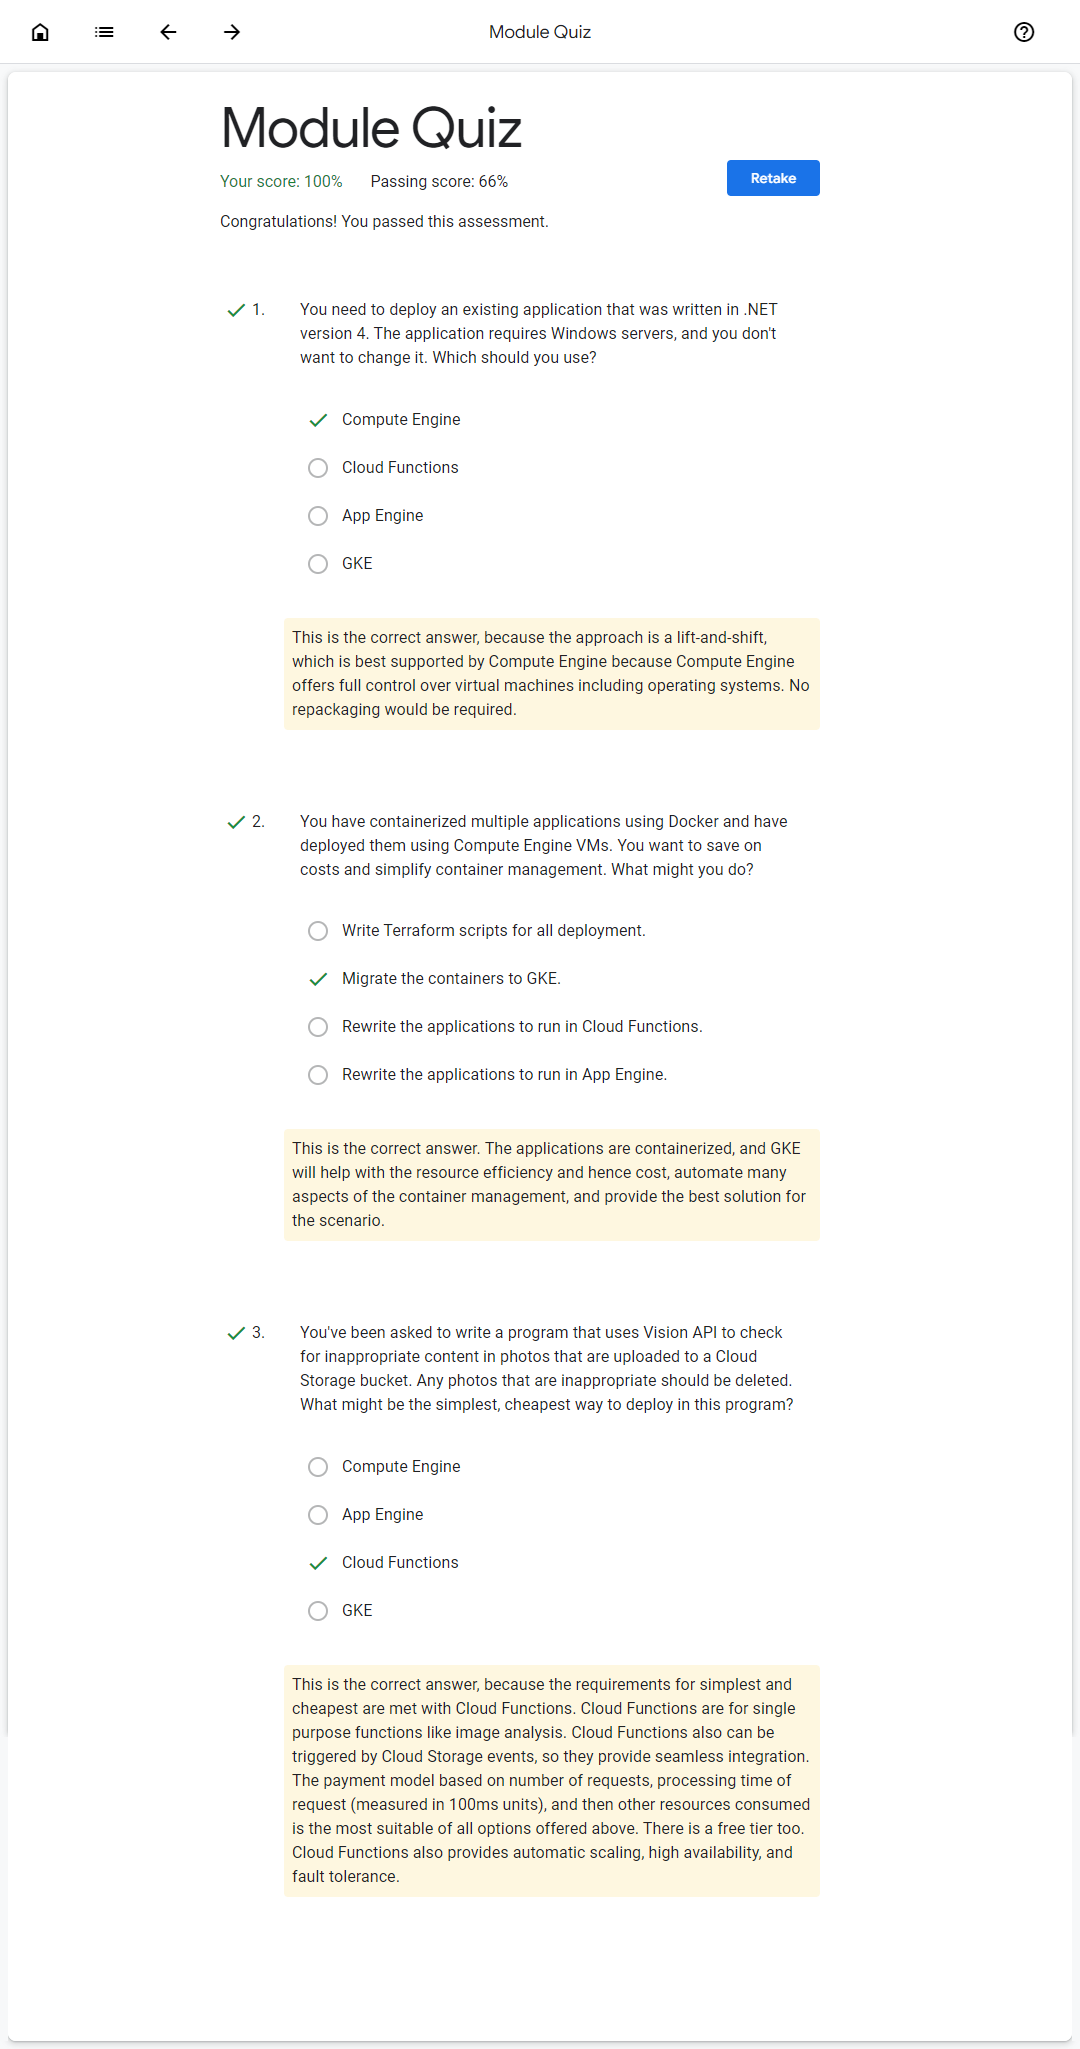 Module Quiz
Module Quiz
Your score: 100% Passing score: 66%
Retake
Congratulations! You passed this assessment.
1. You need to deploy an existing application that was written in .NET
version 4. The application requires Windows servers, and you don't
want to change it. Which should you use?
Compute Engine
Cloud Functions
App Engine
GKE
This is the correct answer, because the approach is a lift-and-shift,
which is best supported by Compute Engine because Compute Engine
offers full control over virtual machines including operating systems. No
repackaging would be required.
2. You have containerized multiple applications using Docker and have
deployed them using Compute Engine VMs. You want to save on
costs and simplify container management. What might you do?
Write Terraform scripts for all deployment.
Migrate the containers to GKE.
Rewrite the applications to run in Cloud Functions.
Rewrite the applications to run in App Engine.
This is the correct answer. The applications are containerized, and GKE
will help with the resource efficiency and hence cost, automate many
aspects of the container management, and provide the best solution for
the scenario.
3. You've been asked to write a program that uses Vision API to check
for inappropriate content in photos that are uploaded to a Cloud
Storage bucket. Any photos that are inappropriate should be deleted.
What might be the simplest, cheapest way to deploy in this program?
Compute Engine
App Engine
Cloud Functions
GKE
This is the correct answer, because the requirements for simplest and
cheapest are met with Cloud Functions. Cloud Functions are for single
purpose functions like image analysis. Cloud Functions also can be
triggered by Cloud Storage events, so they provide seamless integration.
The payment model based on number of requests, processing time of
request (measured in 100ms units), and then other resources consumed
is the most suitable of all options offered above. There is a free tier too.
Cloud Functions also provides automatic scaling, high availability, and
fault tolerance.